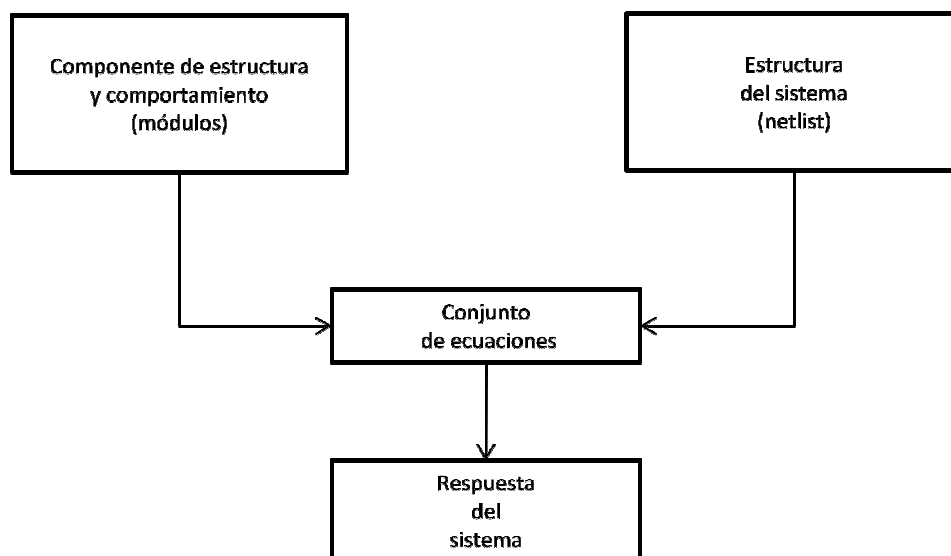 Componente de estructura
y comportamiento
(módulos)
Estructura
del sistema
(netlist)
Conjunto
de ecuaciones
Respuesta
del
sistema